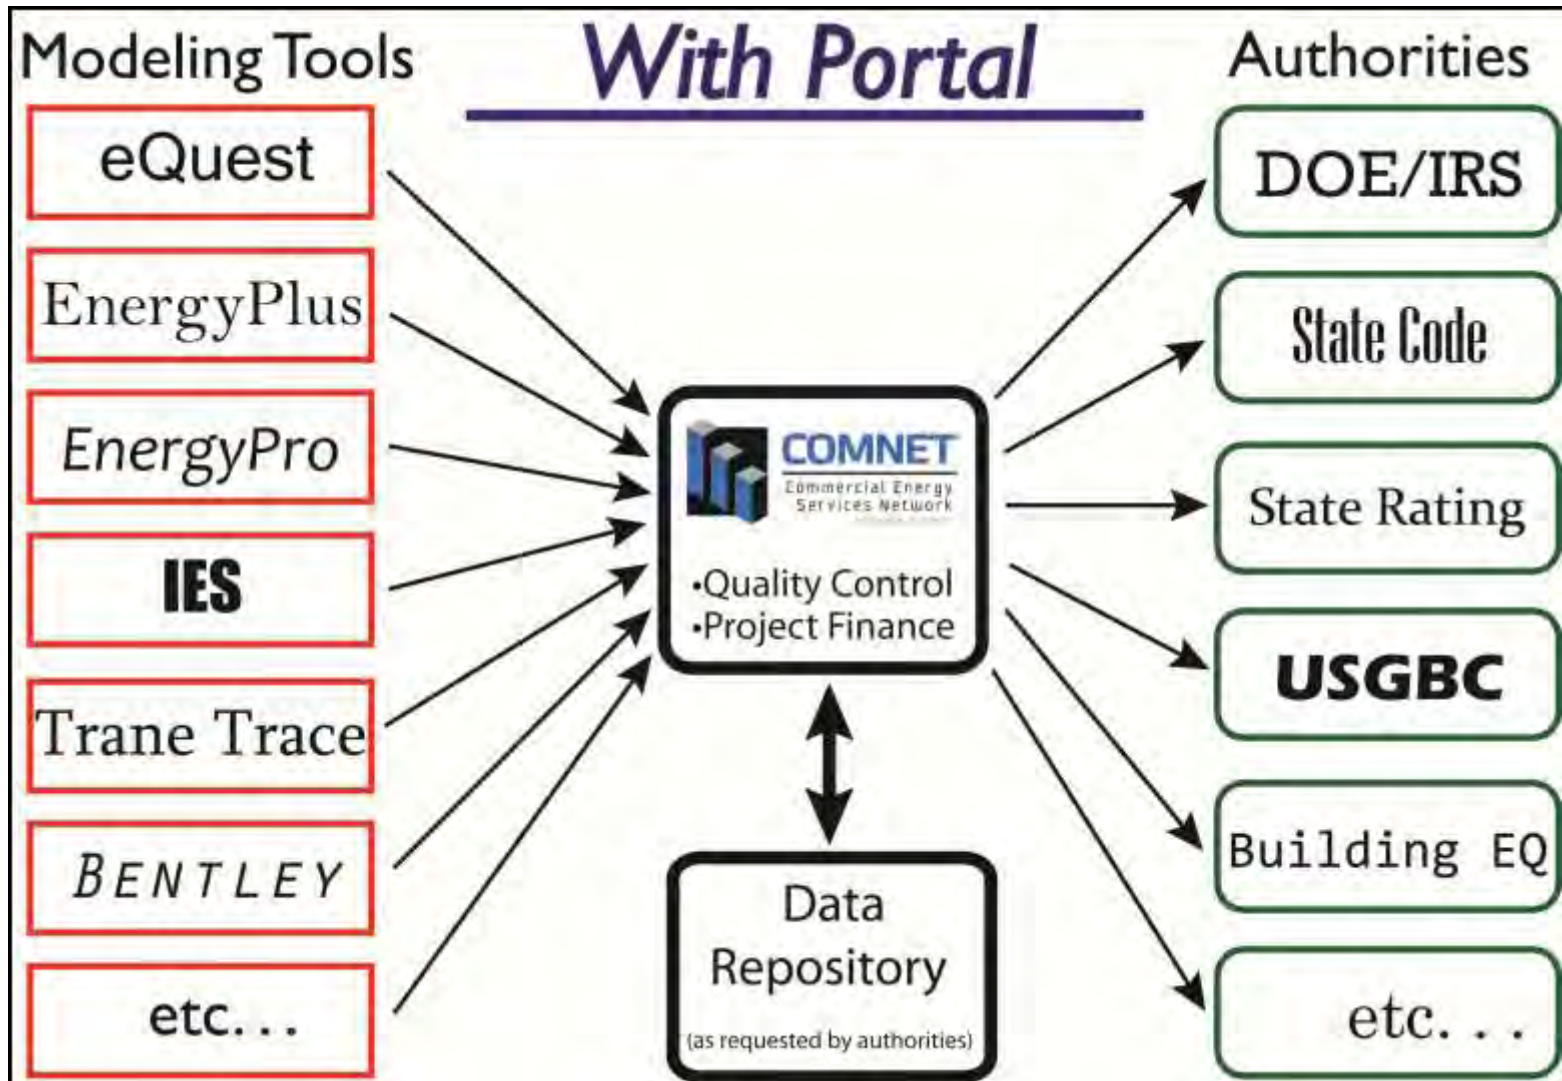 Modeling Tools
With Portal
Authorities
eQuest
EnergyPlus
EnergyPro
IES
Trane Trace
BENTLEY
etc...
COMNET
Commercial Energy
Services Network
•Quality Control
•Project Finance
Data
Repository
(as requested by authorities)
DOE/IRS
State Code
State Rating
USGBC
Building EQ
etc. . .